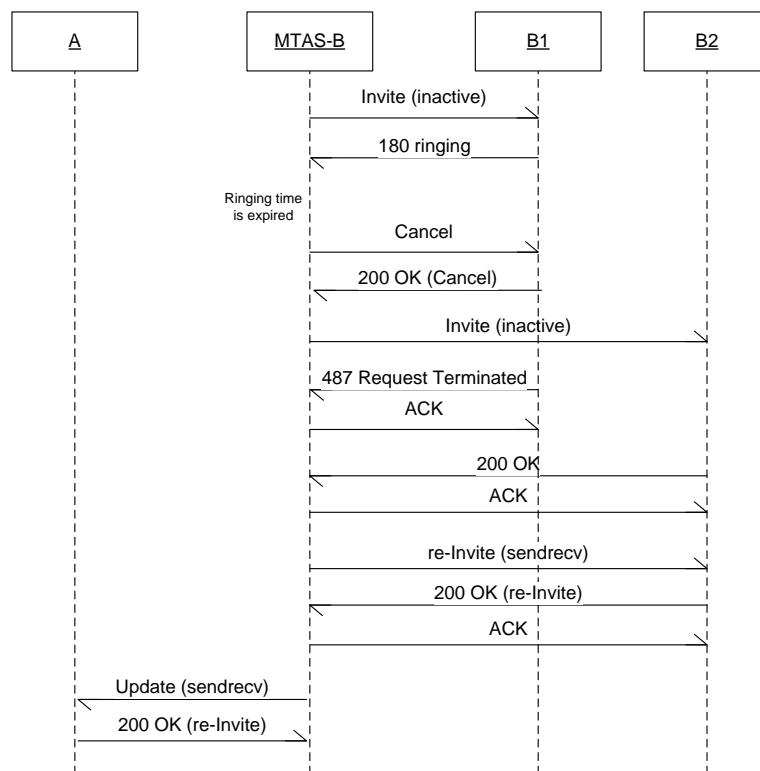 A
MTAS-B
B1
B2
Invite (inactive)
180 ringing
Ringing time
is expired
Cancel
200 OK (Cancel)
Invite (inactive)
487 Request Terminated
ACK
200 OK
ACK
re-Invite (sendrecv)
200 OK (re-Invite)
ACK
Update (sendrecv)
200 OK (re-Invite)